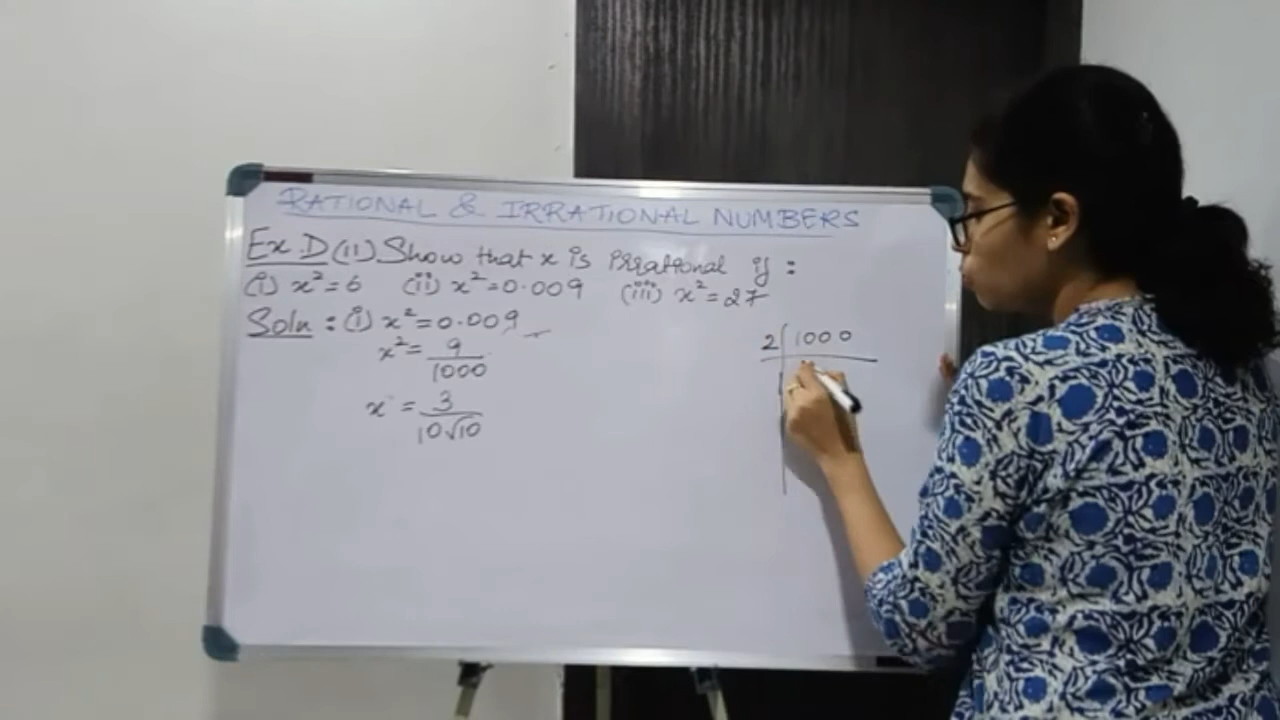 RATIONAL & IRRATIONAL NUMBERS
Ex.D (11) Show that x is irrational if :
(i) x²=6 (ii) x²=0.009 (iii) x²=27
Soln : (i) x²=0.009
x² = 9/1000
x = 3/10√10
2 | 1000